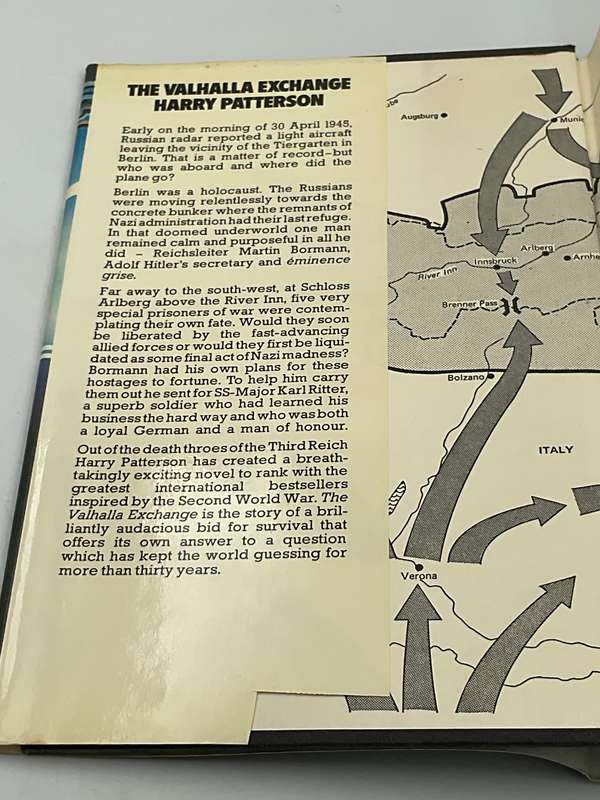 THE VALHALLA EXCHANGE
HARRY PATTERSON
Early on the morning of 30 April 1945,
Russian radar reported a light aircraft
leaving the vicinity of the Tiergarten in
Berlin. That is a matter of record–but
who was aboard and where did the
plane go?
Berlin was a holocaust. The Russians
were moving relentlessly towards the
concrete bunker where the remnants of
Nazi administration had their last refuge.
In that doomed underworld one man
remained calm and purposeful in all he
did – Reichsleiter Martin Bormann,
Adolf Hitler's secretary and éminence
grise.
Far away to the south-west, at Schloss
Arlberg above the River Inn, five very
special prisoners of war were contem-
plating their own fate. Would they soon
be liberated by the fast-advancing
allied forces or would they first be liqui-
dated as some final act of Nazi madness?
Bormann had his own plans for these
hostages to fortune. To help him carry
them out he sent for SS-Major Karl Ritter,
a superb soldier who had learned his
business the hard way and who was both
a loyal German and a man of honour.
Out of the death throes of the Third Reich
Harry Patterson has created a breath-
takingly exciting novel to rank with the
greatest international bestsellers
inspired by the Second World War. The
Valhalla Exchange is the story of a bril-
liantly audacious bid for survival that
offers its own answer to a question
which has kept the world guessing for
more than thirty years.
Augsburg
Munic
Arlberg
Innsbruck
Arnhe
River Inn
Brenner Pass
Bolzano
ITALY
Verona